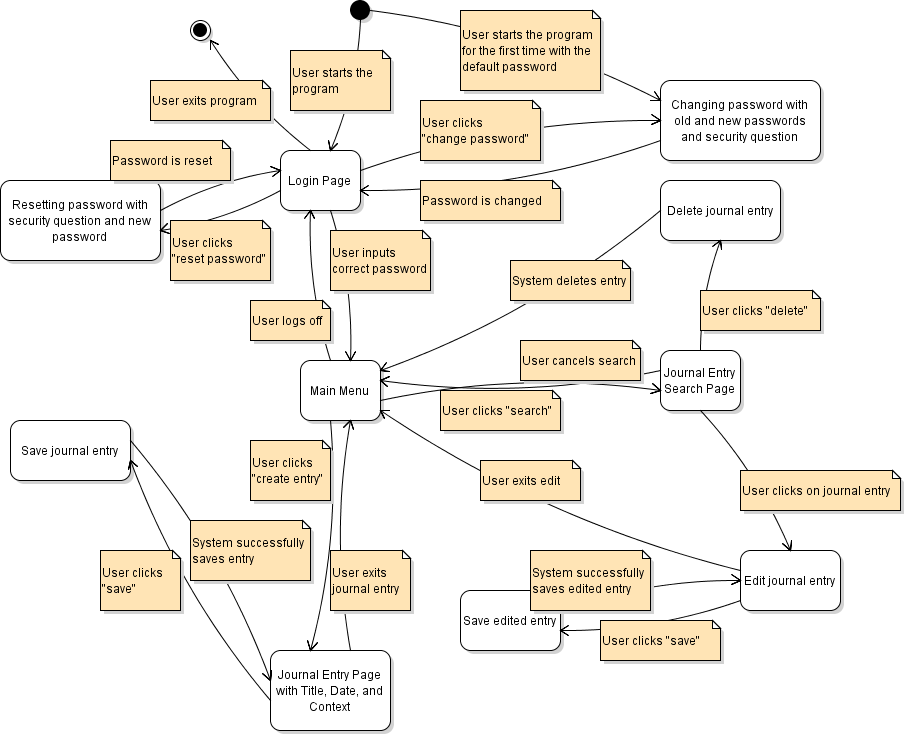 User starts the program
for the first time with the
default password
User starts the
program
User exits program
Changing password with
old and new passwords
and security question
User clicks
"change password"
Password is reset
Login Page
Resetting password with
security question and new
password
Password is changed
Delete journal entry
User clicks
"reset password"
User inputs
correct password
System deletes entry
User logs off
User clicks "delete"
User cancels search
Main Menu
Journal Entry
Search Page
User clicks "search"
Save journal entry
User clicks
"create entry"
User exits edit
User clicks on journal entry
System successfully
saves entry
User clicks
"save"
User exits
journal entry
System successfully
saves edited entry
Edit journal entry
Save edited entry
User clicks "save"
Journal Entry Page
with Title, Date, and
Context